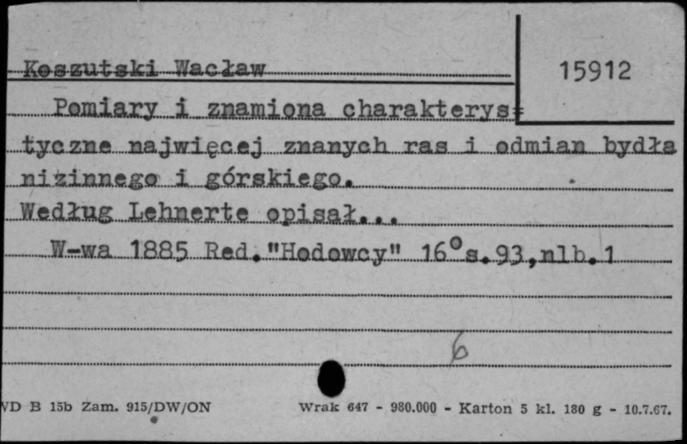 Koszutski Wacław
15912
Pomiary i znamiona charakterys=
tyczne najwięcej znanych ras i odmian bydła
nizinnego i górskiego.
Według Lehnerte opisał...
W-wa 1885 Red."Hodowcy" 16° s.93,nlb.1
6
VD B 15b Zam. 915/DW/ON
Wrak 647 - 980.000 - Karton 5 kl. 180 g - 10.7.67.